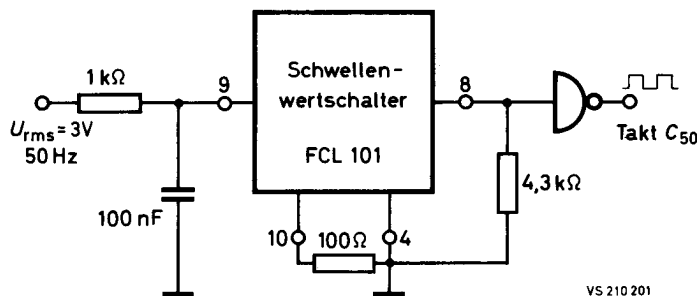 1 kΩ
9
Schwellen-
wertschalter
FCL 101
8
U_rms = 3V
50 Hz
Takt C_50
100 nF
10
100 Ω
4
4,3 kΩ
VS 210 201